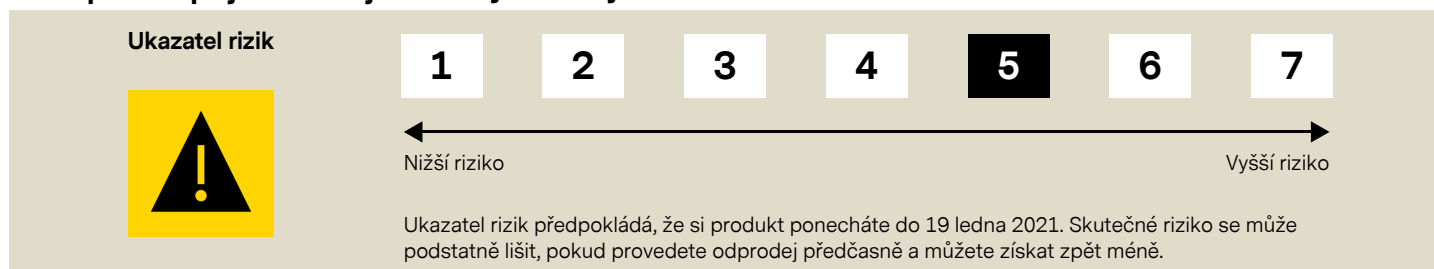 Ukazatel rizik
1 2 3 4 5 6 7
Nižší riziko Vyšší riziko
Ukazatel rizik předpokládá, že si produkt ponecháte do 19 ledna 2021. Skutečné riziko se může
podstatně lišit, pokud provedete odprodej předčasně a můžete získat zpět méně.